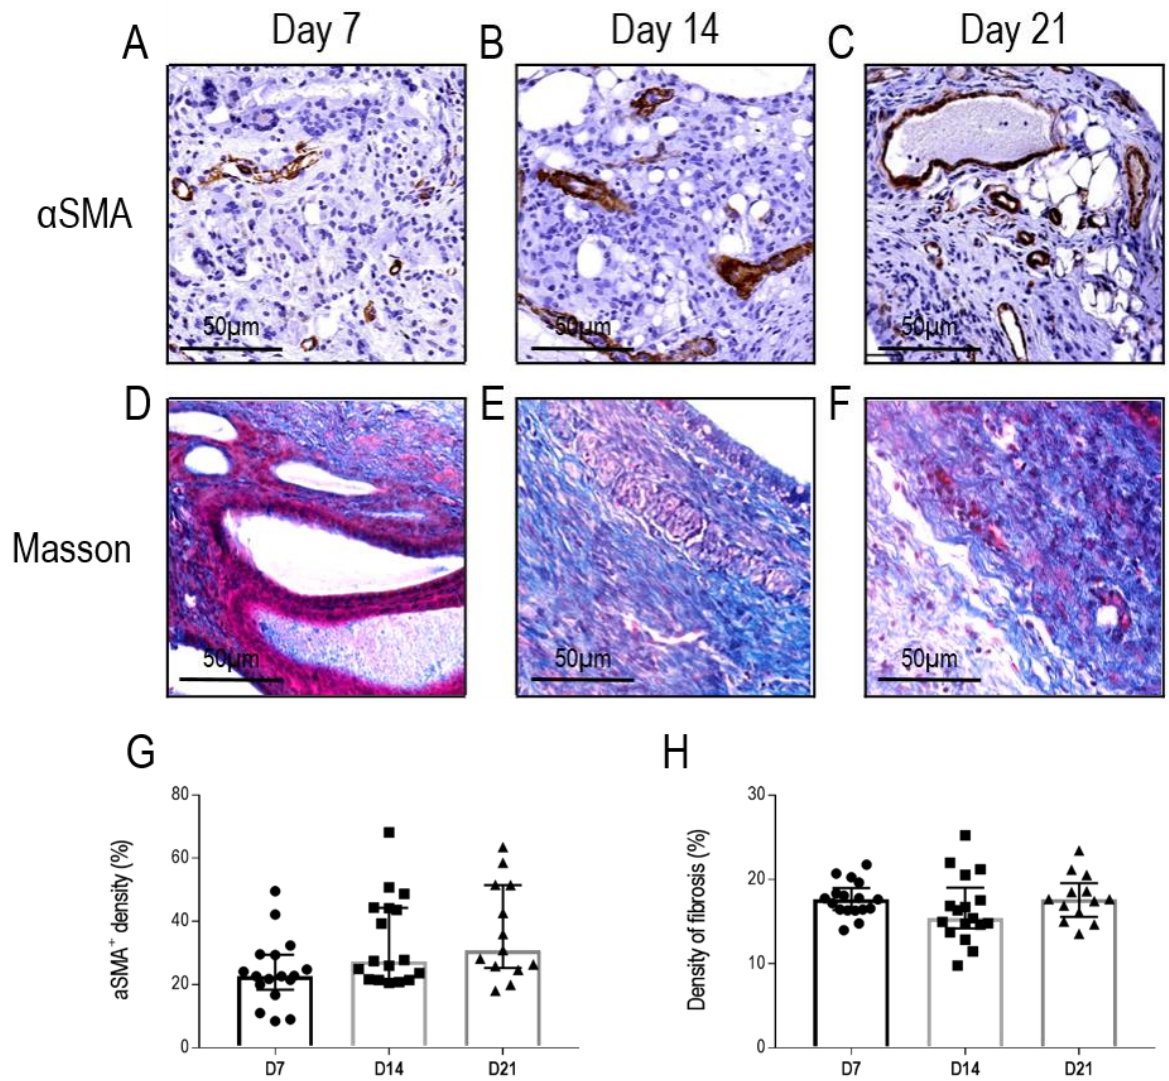 A Day 7 B Day 14 C Day 21
αSMA
50µm 50µm 50µm
D E F
Masson
50µm 50µm 50µm
G
aSMA⁺ density (%)
80
60
40
20
0
D7 D14 D21
H
Density of fibrosis (%)
30
20
10
0
D7 D14 D21